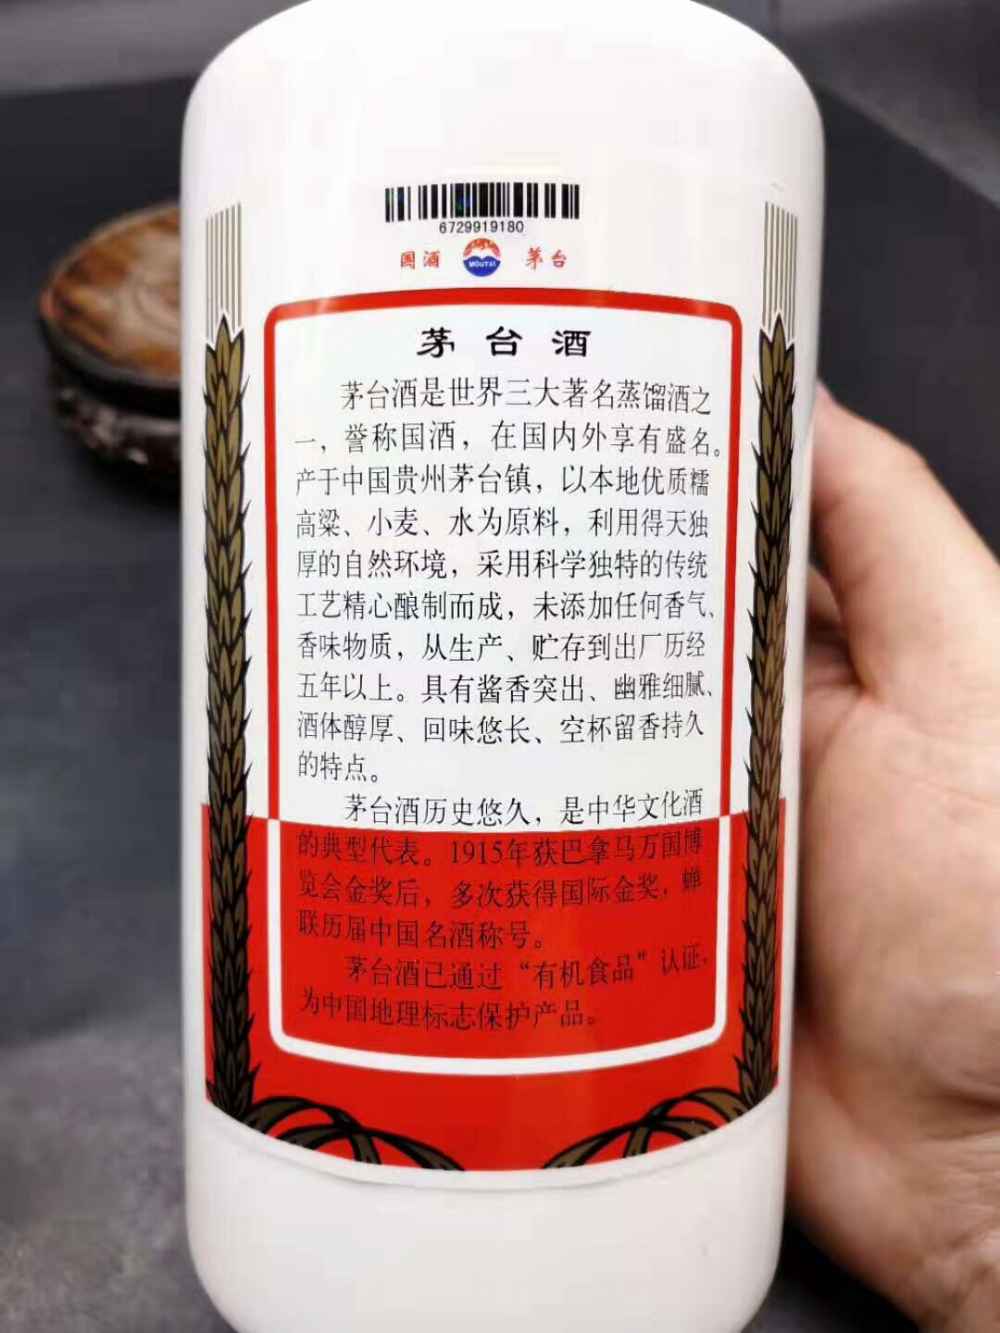 6729919180
国酒 MOUTAI 茅台
茅台酒
茅台酒是世界三大著名蒸馏酒之
一，誉称国酒，在国内外享有盛名。
产于中国贵州茅台镇，以本地优质糯
高粱、小麦、水为原料，利用得天独
厚的自然环境，采用科学独特的传统
工艺精心酿制而成，未添加任何香气、
香味物质，从生产、贮存到出厂历经
五年以上。具有酱香突出、幽雅细腻、
酒体醇厚、回味悠长、空杯留香持久
的特点。
茅台酒历史悠久，是中华文化酒
的典型代表。1915年获巴拿马万国博
览会金奖后，多次获得国际金奖，蝉
联历届中国名酒称号。
茅台酒已通过“有机食品”认证，
为中国地理标志保护产品。